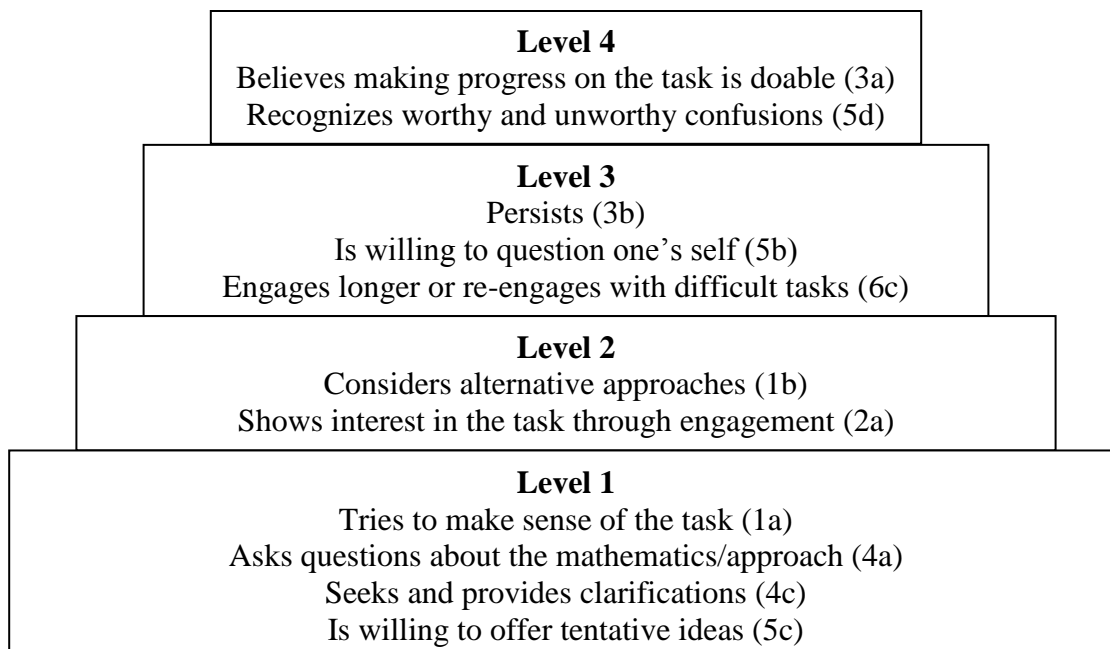 Level 4
Believes making progress on the task is doable (3a)
Recognizes worthy and unworthy confusions (5d)
Level 3
Persists (3b)
Is willing to question one’s self (5b)
Engages longer or re-engages with difficult tasks (6c)
Level 2
Considers alternative approaches (1b)
Shows interest in the task through engagement (2a)
Level 1
Tries to make sense of the task (1a)
Asks questions about the mathematics/approach (4a)
Seeks and provides clarifications (4c)
Is willing to offer tentative ideas (5c)